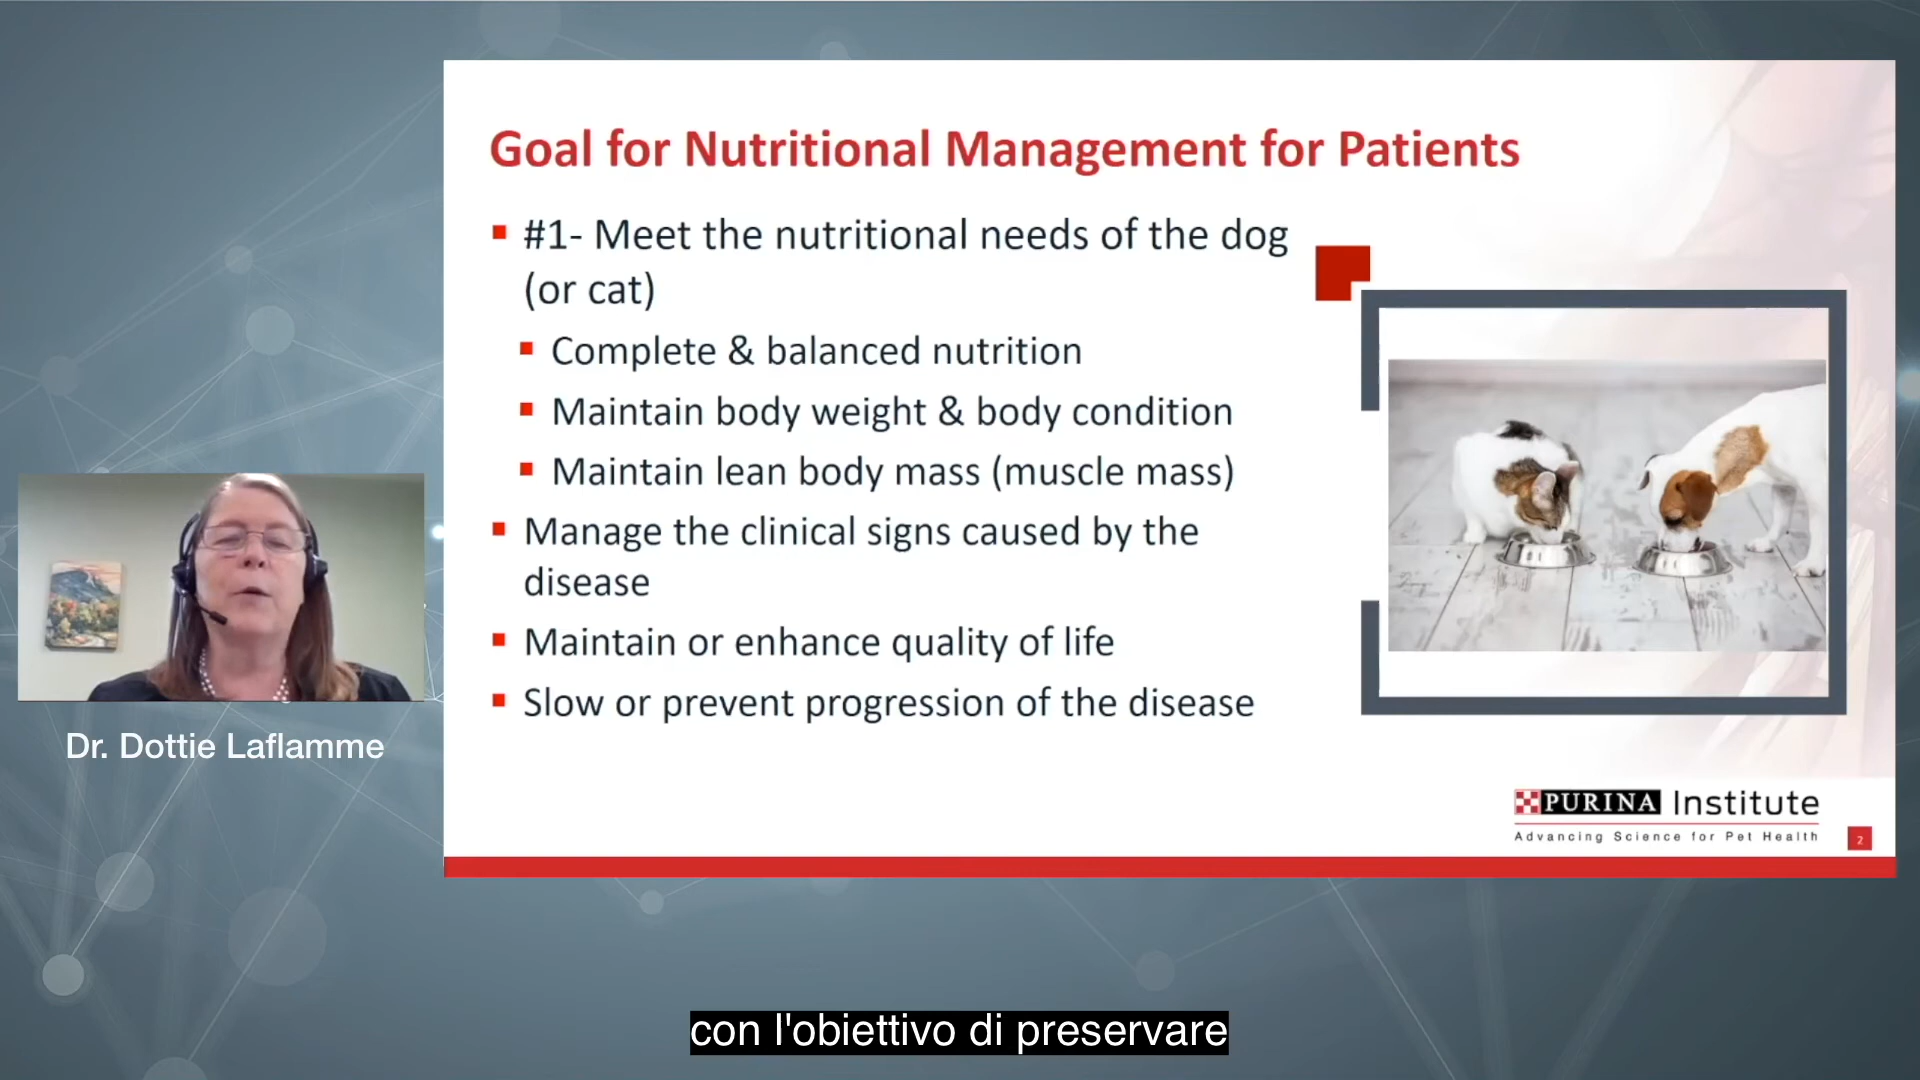 Goal for Nutritional Management for Patients
#1- Meet the nutritional needs of the dog
(or cat)
Complete & balanced nutrition
Maintain body weight & body condition
Maintain lean body mass (muscle mass)
Manage the clinical signs caused by the
disease
Maintain or enhance quality of life
Slow or prevent progression of the disease
Dr. Dottie Laflamme
PURINA Institute
Advancing Science for Pet Health
2
con l'obiettivo di preservare